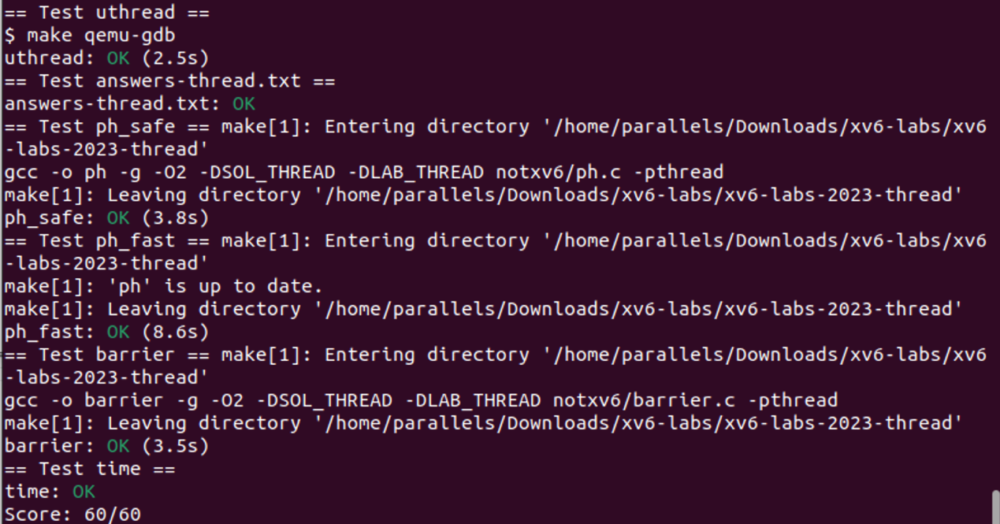 == Test uthread ==
$ make qemu-gdb
uthread: OK (2.5s)
== Test answers-thread.txt ==
answers-thread.txt: OK
== Test ph_safe == make[1]: Entering directory '/home/parallels/Downloads/xv6-labs/xv6
-labs-2023-thread'
gcc -o ph -g -O2 -DSOL_THREAD -DLAB_THREAD notxv6/ph.c -pthread
make[1]: Leaving directory '/home/parallels/Downloads/xv6-labs/xv6-labs-2023-thread'
ph_safe: OK (3.8s)
== Test ph_fast == make[1]: Entering directory '/home/parallels/Downloads/xv6-labs/xv6
-labs-2023-thread'
make[1]: 'ph' is up to date.
make[1]: Leaving directory '/home/parallels/Downloads/xv6-labs/xv6-labs-2023-thread'
ph_fast: OK (8.6s)
== Test barrier == make[1]: Entering directory '/home/parallels/Downloads/xv6-labs/xv6
-labs-2023-thread'
gcc -o barrier -g -O2 -DSOL_THREAD -DLAB_THREAD notxv6/barrier.c -pthread
make[1]: Leaving directory '/home/parallels/Downloads/xv6-labs/xv6-labs-2023-thread'
barrier: OK (3.5s)
== Test time ==
time: OK
Score: 60/60